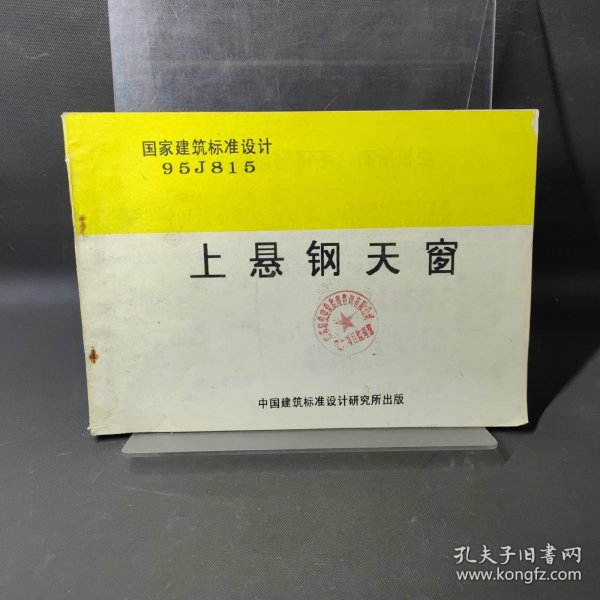 国家建筑标准设计
95J815
上悬钢天窗
中国建筑标准设计研究所出版
孔夫子旧书网
www.kongfz.com